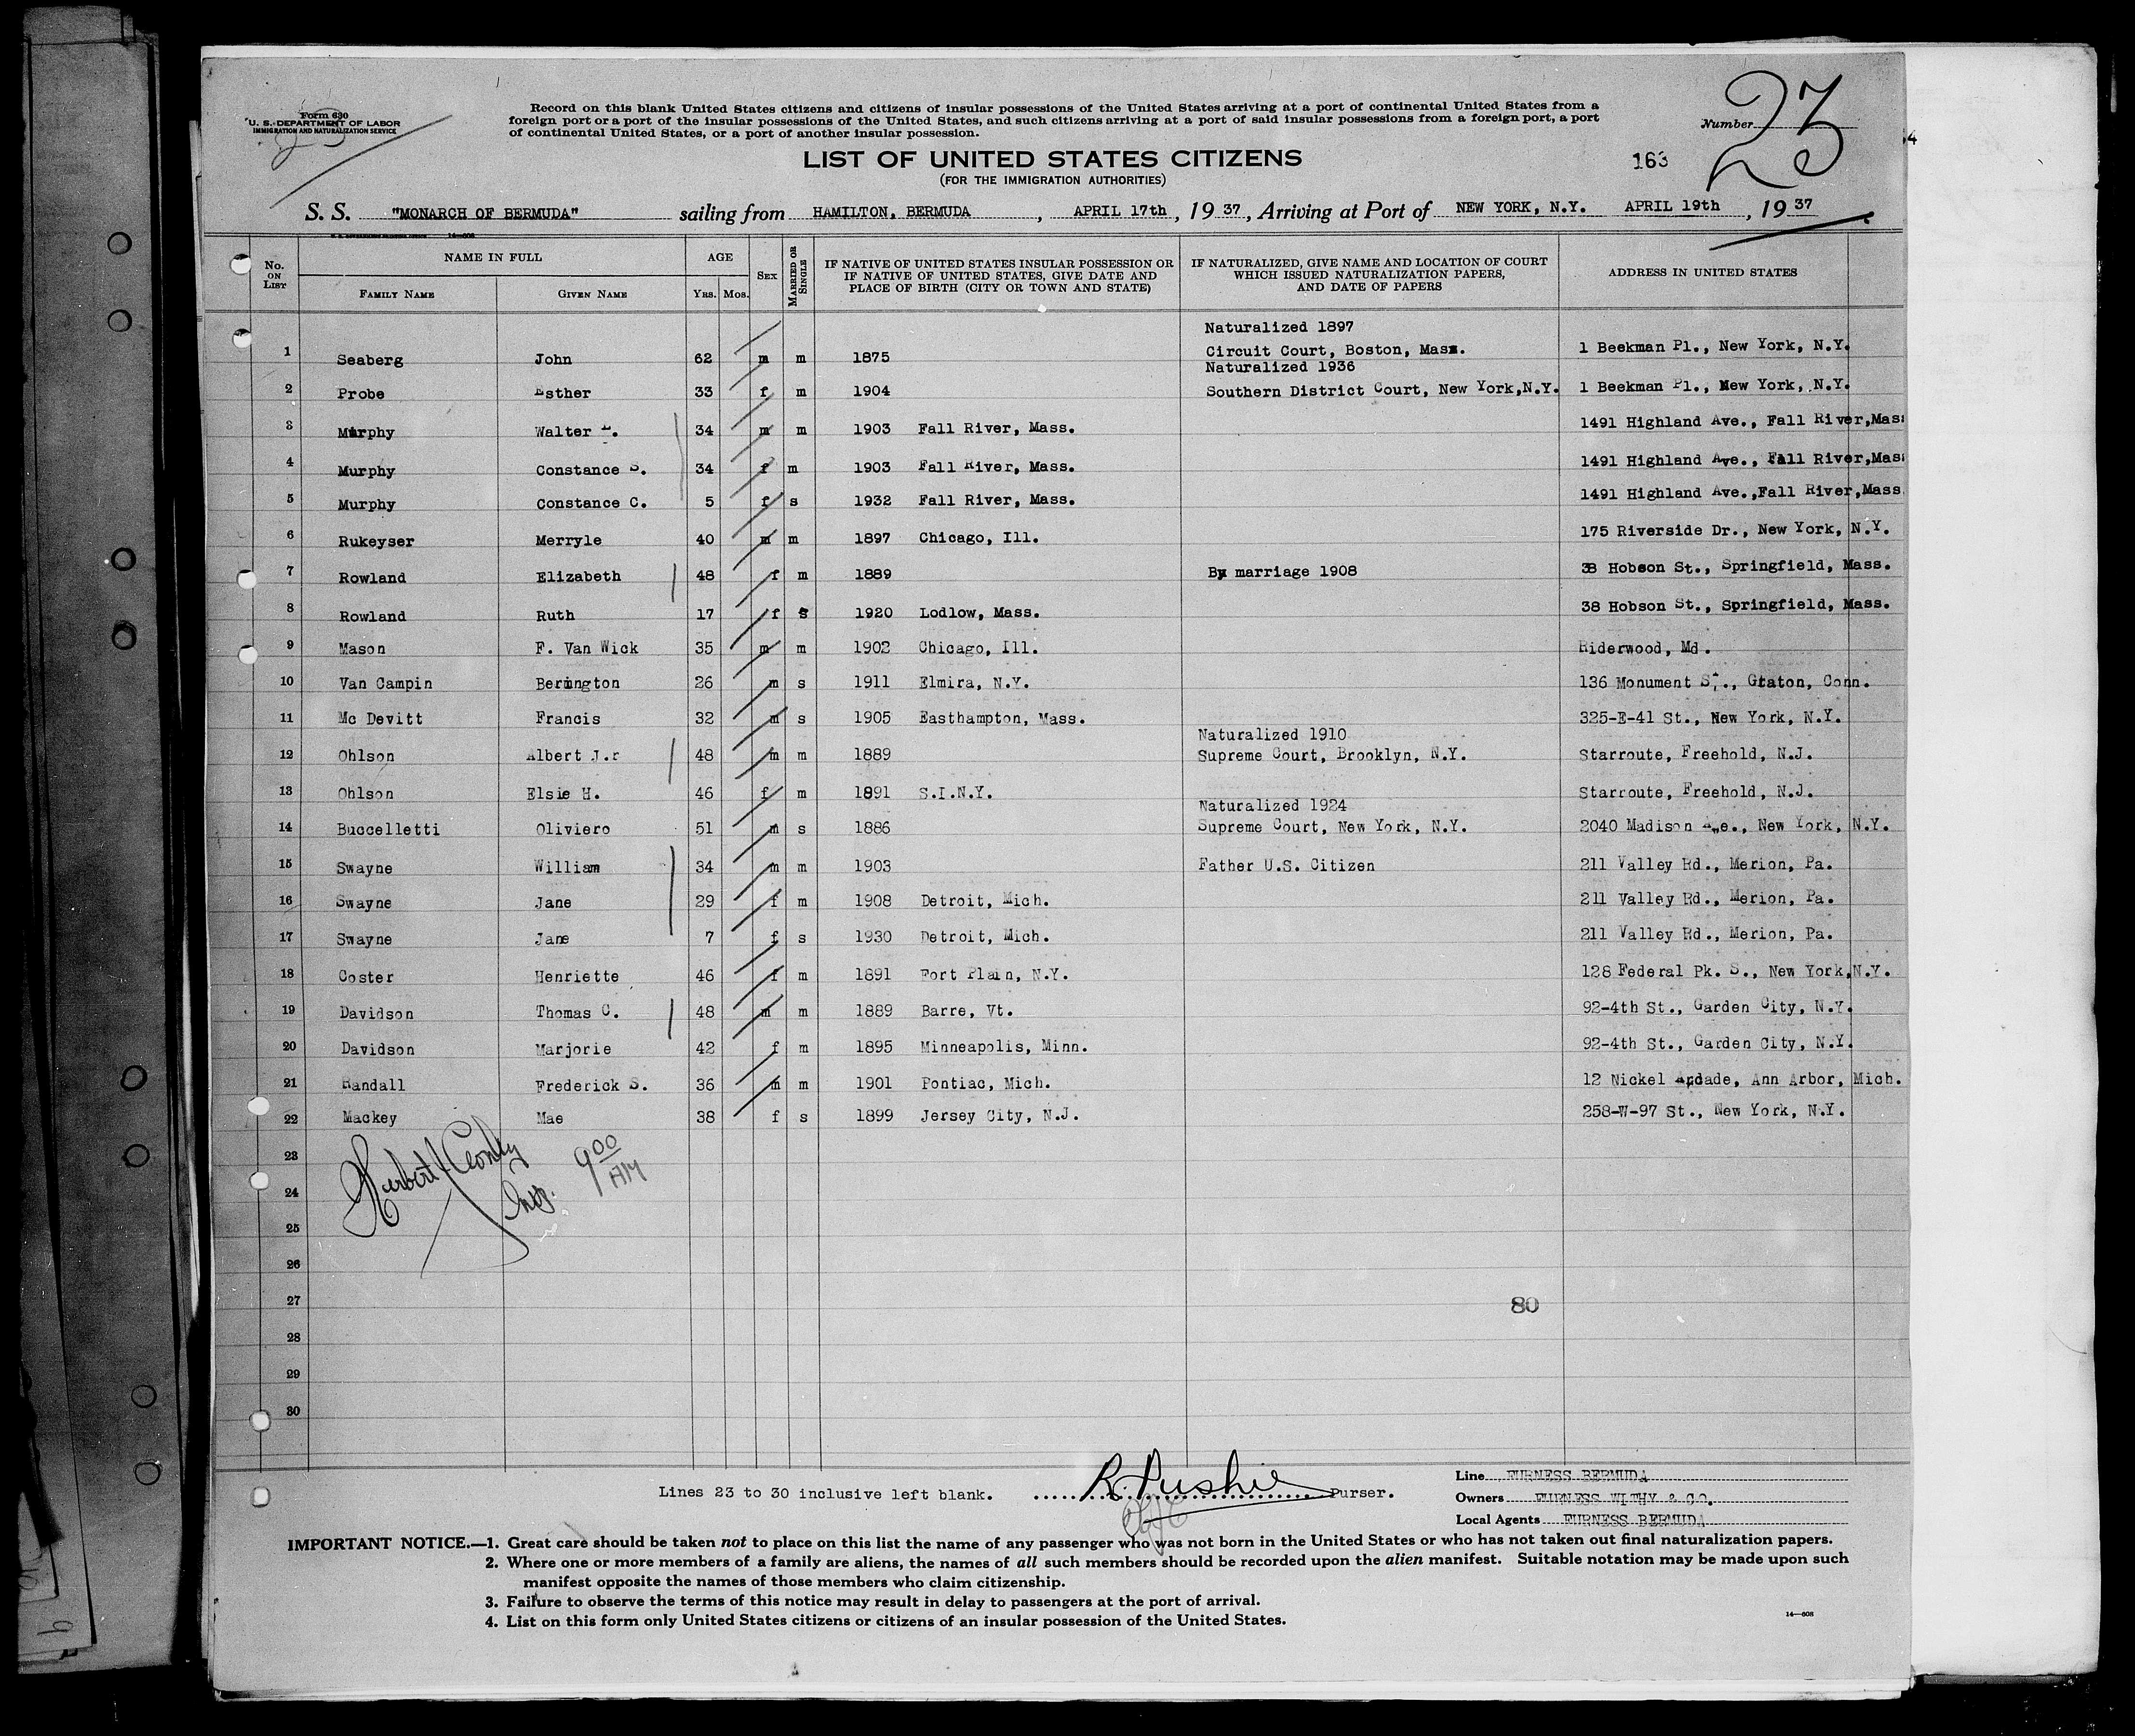 Form 630
U. S. DEPARTMENT OF LABOR
IMMIGRATION AND NATURALIZATION SERVICE
Record on this blank United States citizens and citizens of insular possessions of the United States arriving at a port of continental United States from a
foreign port or a port of the insular possessions of the United States, and such citizens arriving at a port of said insular possessions from a foreign port, a port
of continental United States, or a port of another insular possession.
Number 23
4
LIST OF UNITED STATES CITIZENS
163
(FOR THE IMMIGRATION AUTHORITIES)
S. S. "MONARCH OF BERMUDA" sailing from HAMILTON, BERMUDA, APRIL 17th, 1937, Arriving at Port of NEW YORK, N.Y. APRIL 19th, 1937
No. ON LIST NAME IN FULL AGE SEX MARRIED OR SINGLE IF NATIVE OF UNITED STATES INSULAR POSSESSION OR IF NATIVE OF UNITED STATES, GIVE DATE AND PLACE OF BIRTH (CITY OR TOWN AND STATE) IF NATURALIZED, GIVE NAME AND LOCATION OF COURT WHICH ISSUED NATURALIZATION PAPERS, AND DATE OF PAPERS ADDRESS IN UNITED STATES
FAMILY NAME GIVEN NAME YRS. MOS.
Naturalized 1897
1 Seaberg John 62 m m 1875 Circuit Court, Boston, Mass. 1 Beekman Pl., New York, N.Y.
Naturalized 1936
2 Probe Esther 33 f m 1904 Southern District Court, New York,N.Y. 1 Beekman Pl., New York, N.Y.
3 Murphy Walter 34 m m 1903 Fall River, Mass. 1491 Highland Ave., Fall River,Mass
4 Murphy Constance S. 34 f m 1903 Fall River, Mass. 1491 Highland Ave., Fall River,Mass
5 Murphy Constance C. 5 f s 1932 Fall River, Mass. 1491 Highland Ave.,Fall River,Mass
6 Rukeyser Merryle 40 m m 1897 Chicago, Ill. 175 Riverside Dr., New York, N.Y.
7 Rowland Elizabeth 48 f m 1889 By marriage 1908 38 Hobson St., Springfield, Mass.
8 Rowland Ruth 17 f s 1920 Lodlow, Mass. 38 Hobson St., Springfield, Mass.
9 Mason F. Van Wick 35 m m 1902 Chicago, Ill. Riderwood, Md.
10 Van Campin Berington 26 m s 1911 Elmira, N.Y. 136 Monument St., Graton, Conn.
11 Mc Devitt Francis 32 m s 1905 Easthampton, Mass. 325-E-41 St., New York, N.Y.
Naturalized 1910
12 Ohlson Albert J.r 48 m m 1889 Supreme Court, Brooklyn, N.Y. Starroute, Freehold, N.J.
13 Ohlson Elsie H. 46 f m 1891 S.I.N.Y. Starroute, Freehold, N.J.
Naturalized 1924
14 Buccelletti Oliviero 51 m s 1886 Supreme Court, New York, N.Y. 2040 Madison Ave., New York, N.Y.
15 Swayne William 34 m m 1903 Father U.S. Citizen 211 Valley Rd., Merion, Pa.
16 Swayne Jane 29 f m 1908 Detroit, Mich. 211 Valley Rd., Merion, Pa.
17 Swayne Jane 7 f s 1930 Detroit, Mich. 211 Valley Rd., Merion, Pa.
18 Coster Henriette 46 f m 1891 Fort Plain, N.Y. 128 Federal Pk. S., New York,N.Y.
19 Davidson Thomas C. 48 m m 1889 Barre, Vt. 92-4th St., Garden City, N.Y.
20 Davidson Marjorie 42 f m 1895 Minneapolis, Minn. 92-4th St., Garden City, N.Y.
21 Randall Frederick S. 36 m m 1901 Pontiac, Mich. 12 Nickel Ardade, Ann Arbor, Mich.
22 Mackey Mae 38 f s 1899 Jersey City, N.J. 258-W-97 St., New York, N.Y.
23
Herbert Insp. 9 00 AM
24
25
26
27 80
28
29
30
Lines 23 to 30 inclusive left blank. R. Pushie Purser.
Line FURNESS BERMUDA
Owners FURNESS WITHY & CO.
Local Agents FURNESS BERMUDA
IMPORTANT NOTICE.—1. Great care should be taken not to place on this list the name of any passenger who was not born in the United States or who has not taken out final naturalization papers.
2. Where one or more members of a family are aliens, the names of all such members should be recorded upon the alien manifest. Suitable notation may be made upon such
manifest opposite the names of those members who claim citizenship.
3. Failure to observe the terms of this notice may result in delay to passengers at the port of arrival.
4. List on this form only United States citizens or citizens of an insular possession of the United States.
14—608